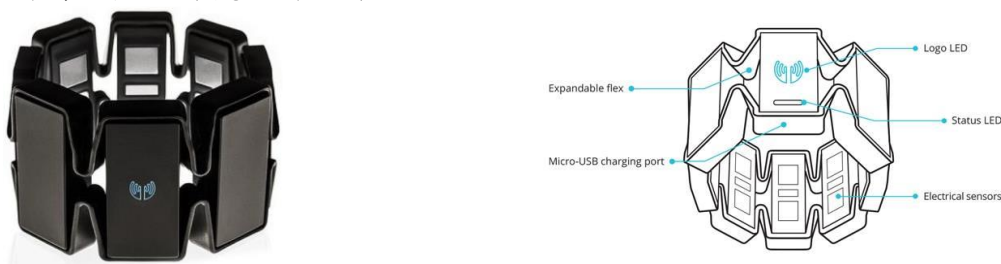 Logo LED
Expandable flex
Status LED
Micro-USB charging port
Electrical sensors